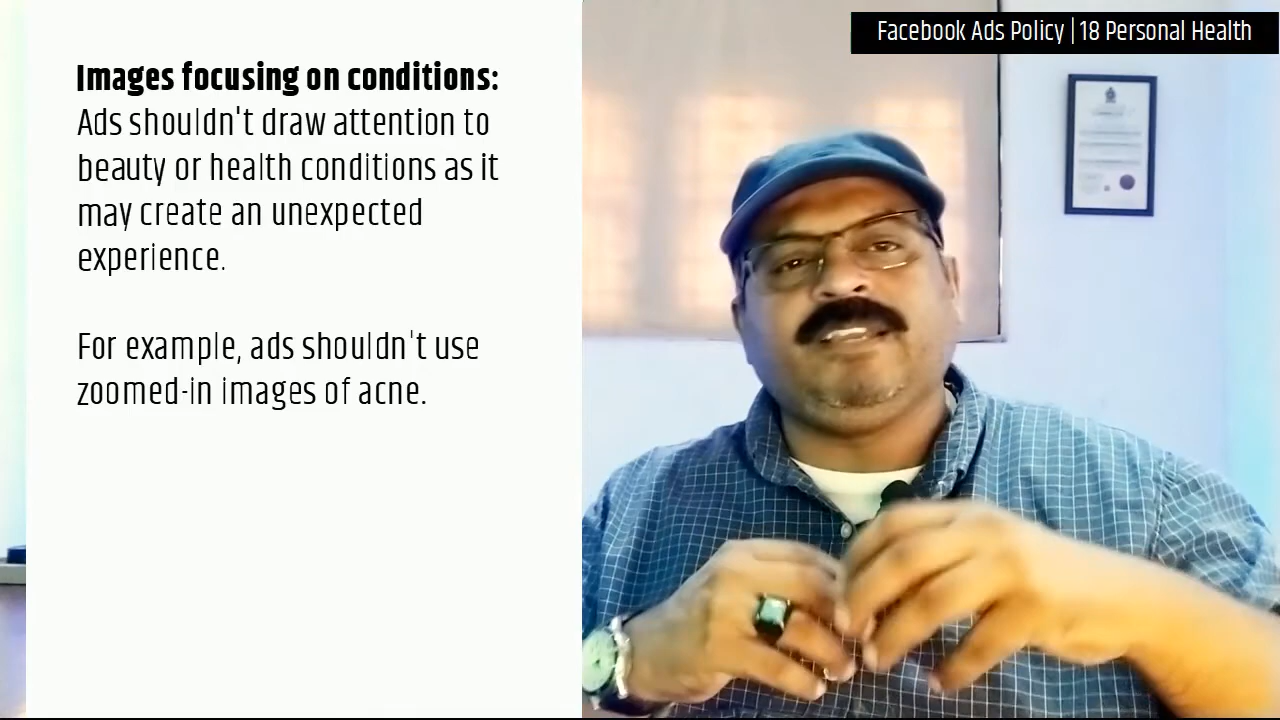 Facebook Ads Policy | 18 Personal Health
Images focusing on conditions:
Ads shouldn't draw attention to
beauty or health conditions as it
may create an unexpected
experience.
For example, ads shouldn't use
zoomed-in images of acne.